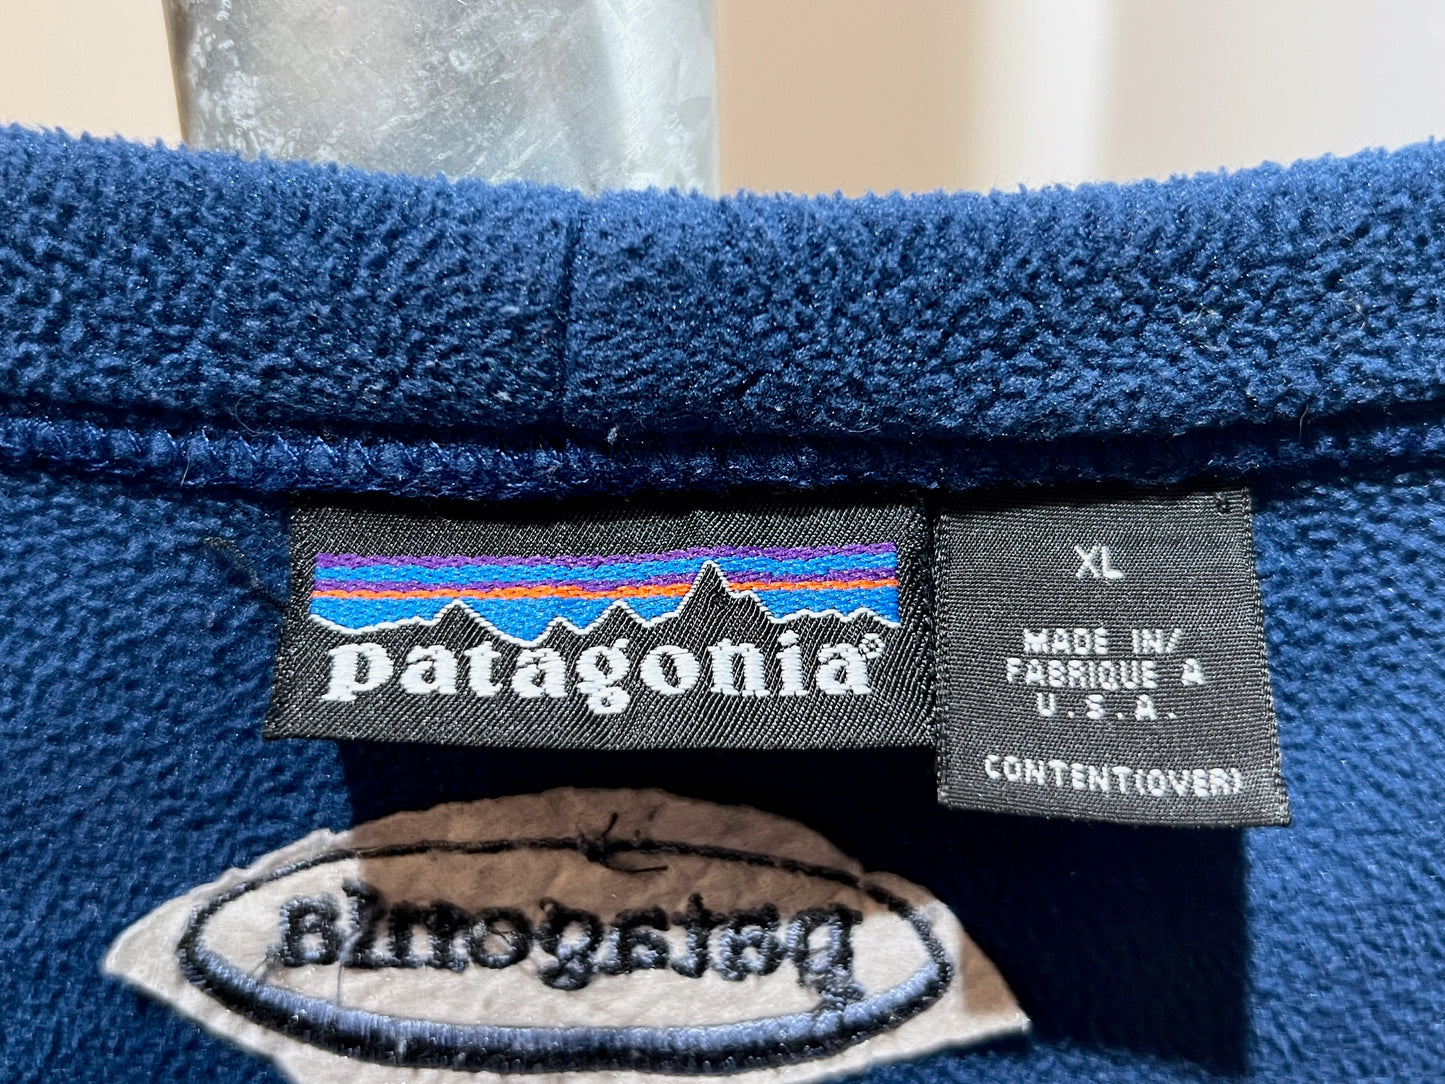 patagonia®
XL
MADE IN/
FABRIQUE A
U.S.A.
CONTENT(OVER)
patagonia